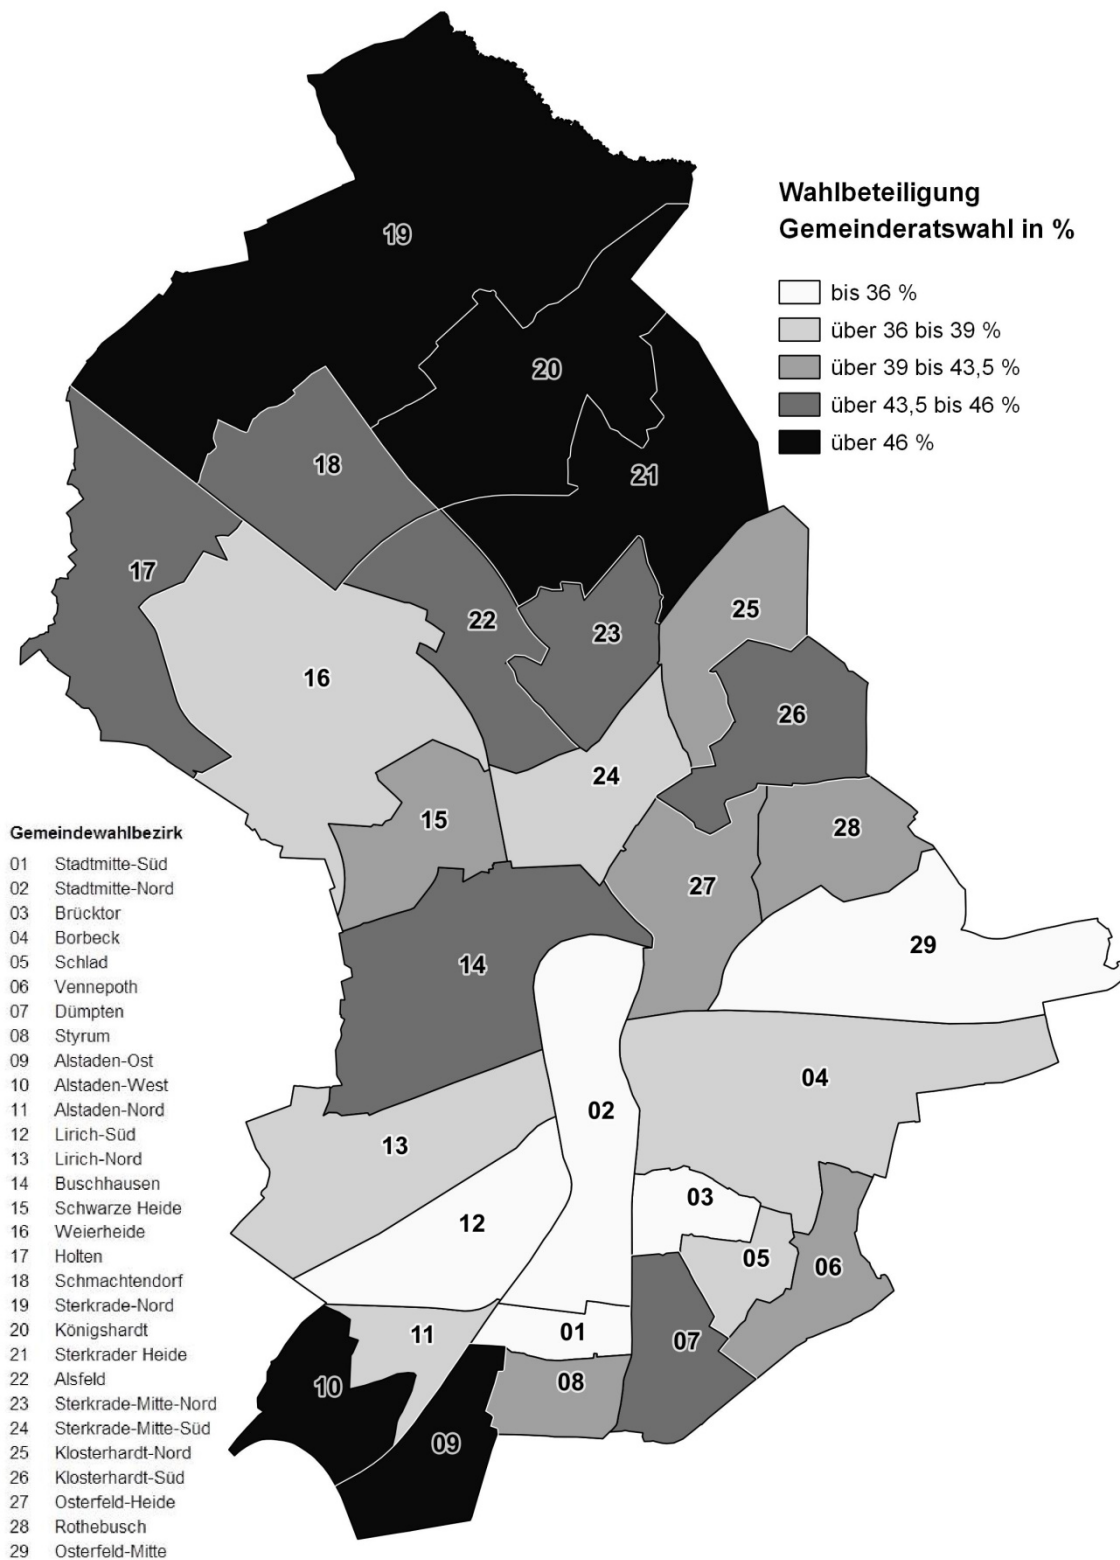 Wahlbeteiligung
Gemeinderatswahl in %
bis 36 %
über 36 bis 39 %
über 39 bis 43,5 %
über 43,5 bis 46 %
über 46 %
19
20
18
21
17
25
22
23
16
26
24
15
28
27
29
14
04
02
13
03
12
05
06
11
01
07
10
08
09
Gemeindewahlbezirk
01 Stadtmitte-Süd
02 Stadtmitte-Nord
03 Brücktor
04 Borbeck
05 Schlad
06 Vennepoth
07 Dümpten
08 Styrum
09 Alstaden-Ost
10 Alstaden-West
11 Alstaden-Nord
12 Lirich-Süd
13 Lirich-Nord
14 Buschhausen
15 Schwarze Heide
16 Weierheide
17 Holten
18 Schmachtendorf
19 Sterkrade-Nord
20 Königshardt
21 Sterkrader Heide
22 Alsfeld
23 Sterkrade-Mitte-Nord
24 Sterkrade-Mitte-Süd
25 Klosterhardt-Nord
26 Klosterhardt-Süd
27 Osterfeld-Heide
28 Rothebusch
29 Osterfeld-Mitte